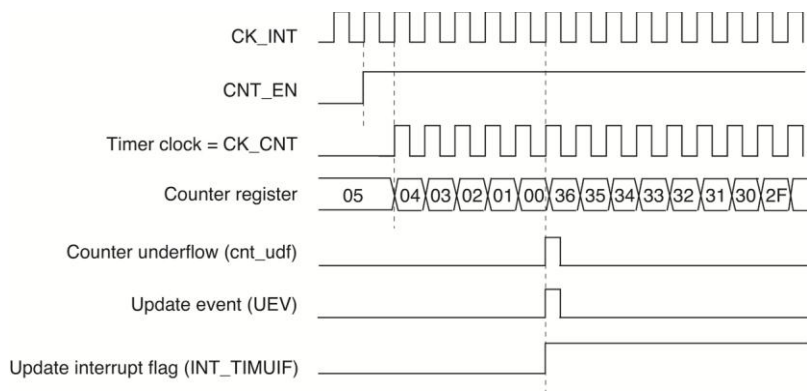 CK_INT
CNT_EN
Timer clock = CK_CNT
Counter register
05 04 03 02 01 00 36 35 34 33 32 31 30 2F
Counter underflow (cnt_udf)
Update event (UEV)
Update interrupt flag (INT_TIMUIF)